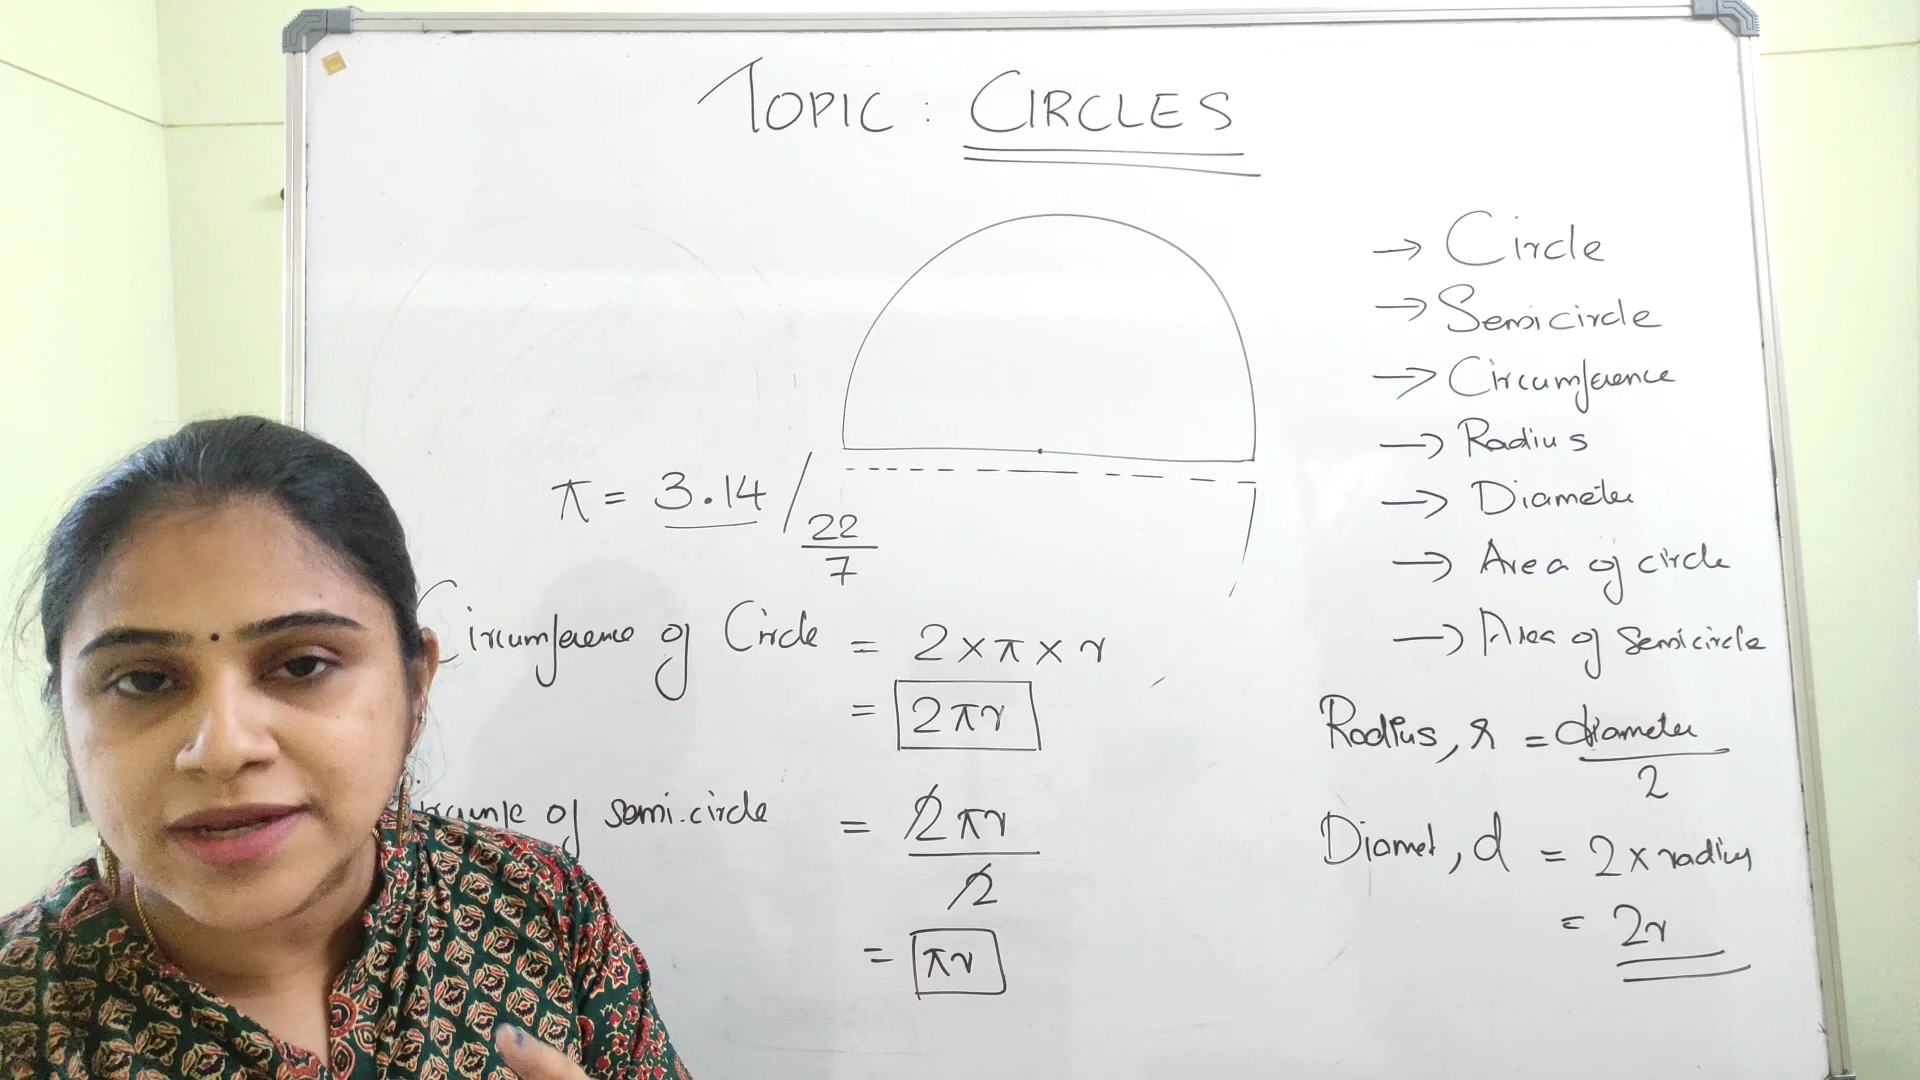 TOPIC : CIRCLES
→ Circle
→ Semicircle
→ Circumference
→ Radius
→ Diameter
→ Area of circle
→ Area of Semicircle
π = 3.14 / 22/7
Circumference of Circle = 2 × π × r
= 2πr
of semi.circle = 2πr/2
= πr
Radius, r = diameter/2
Diamet, d = 2 × radius
= 2r